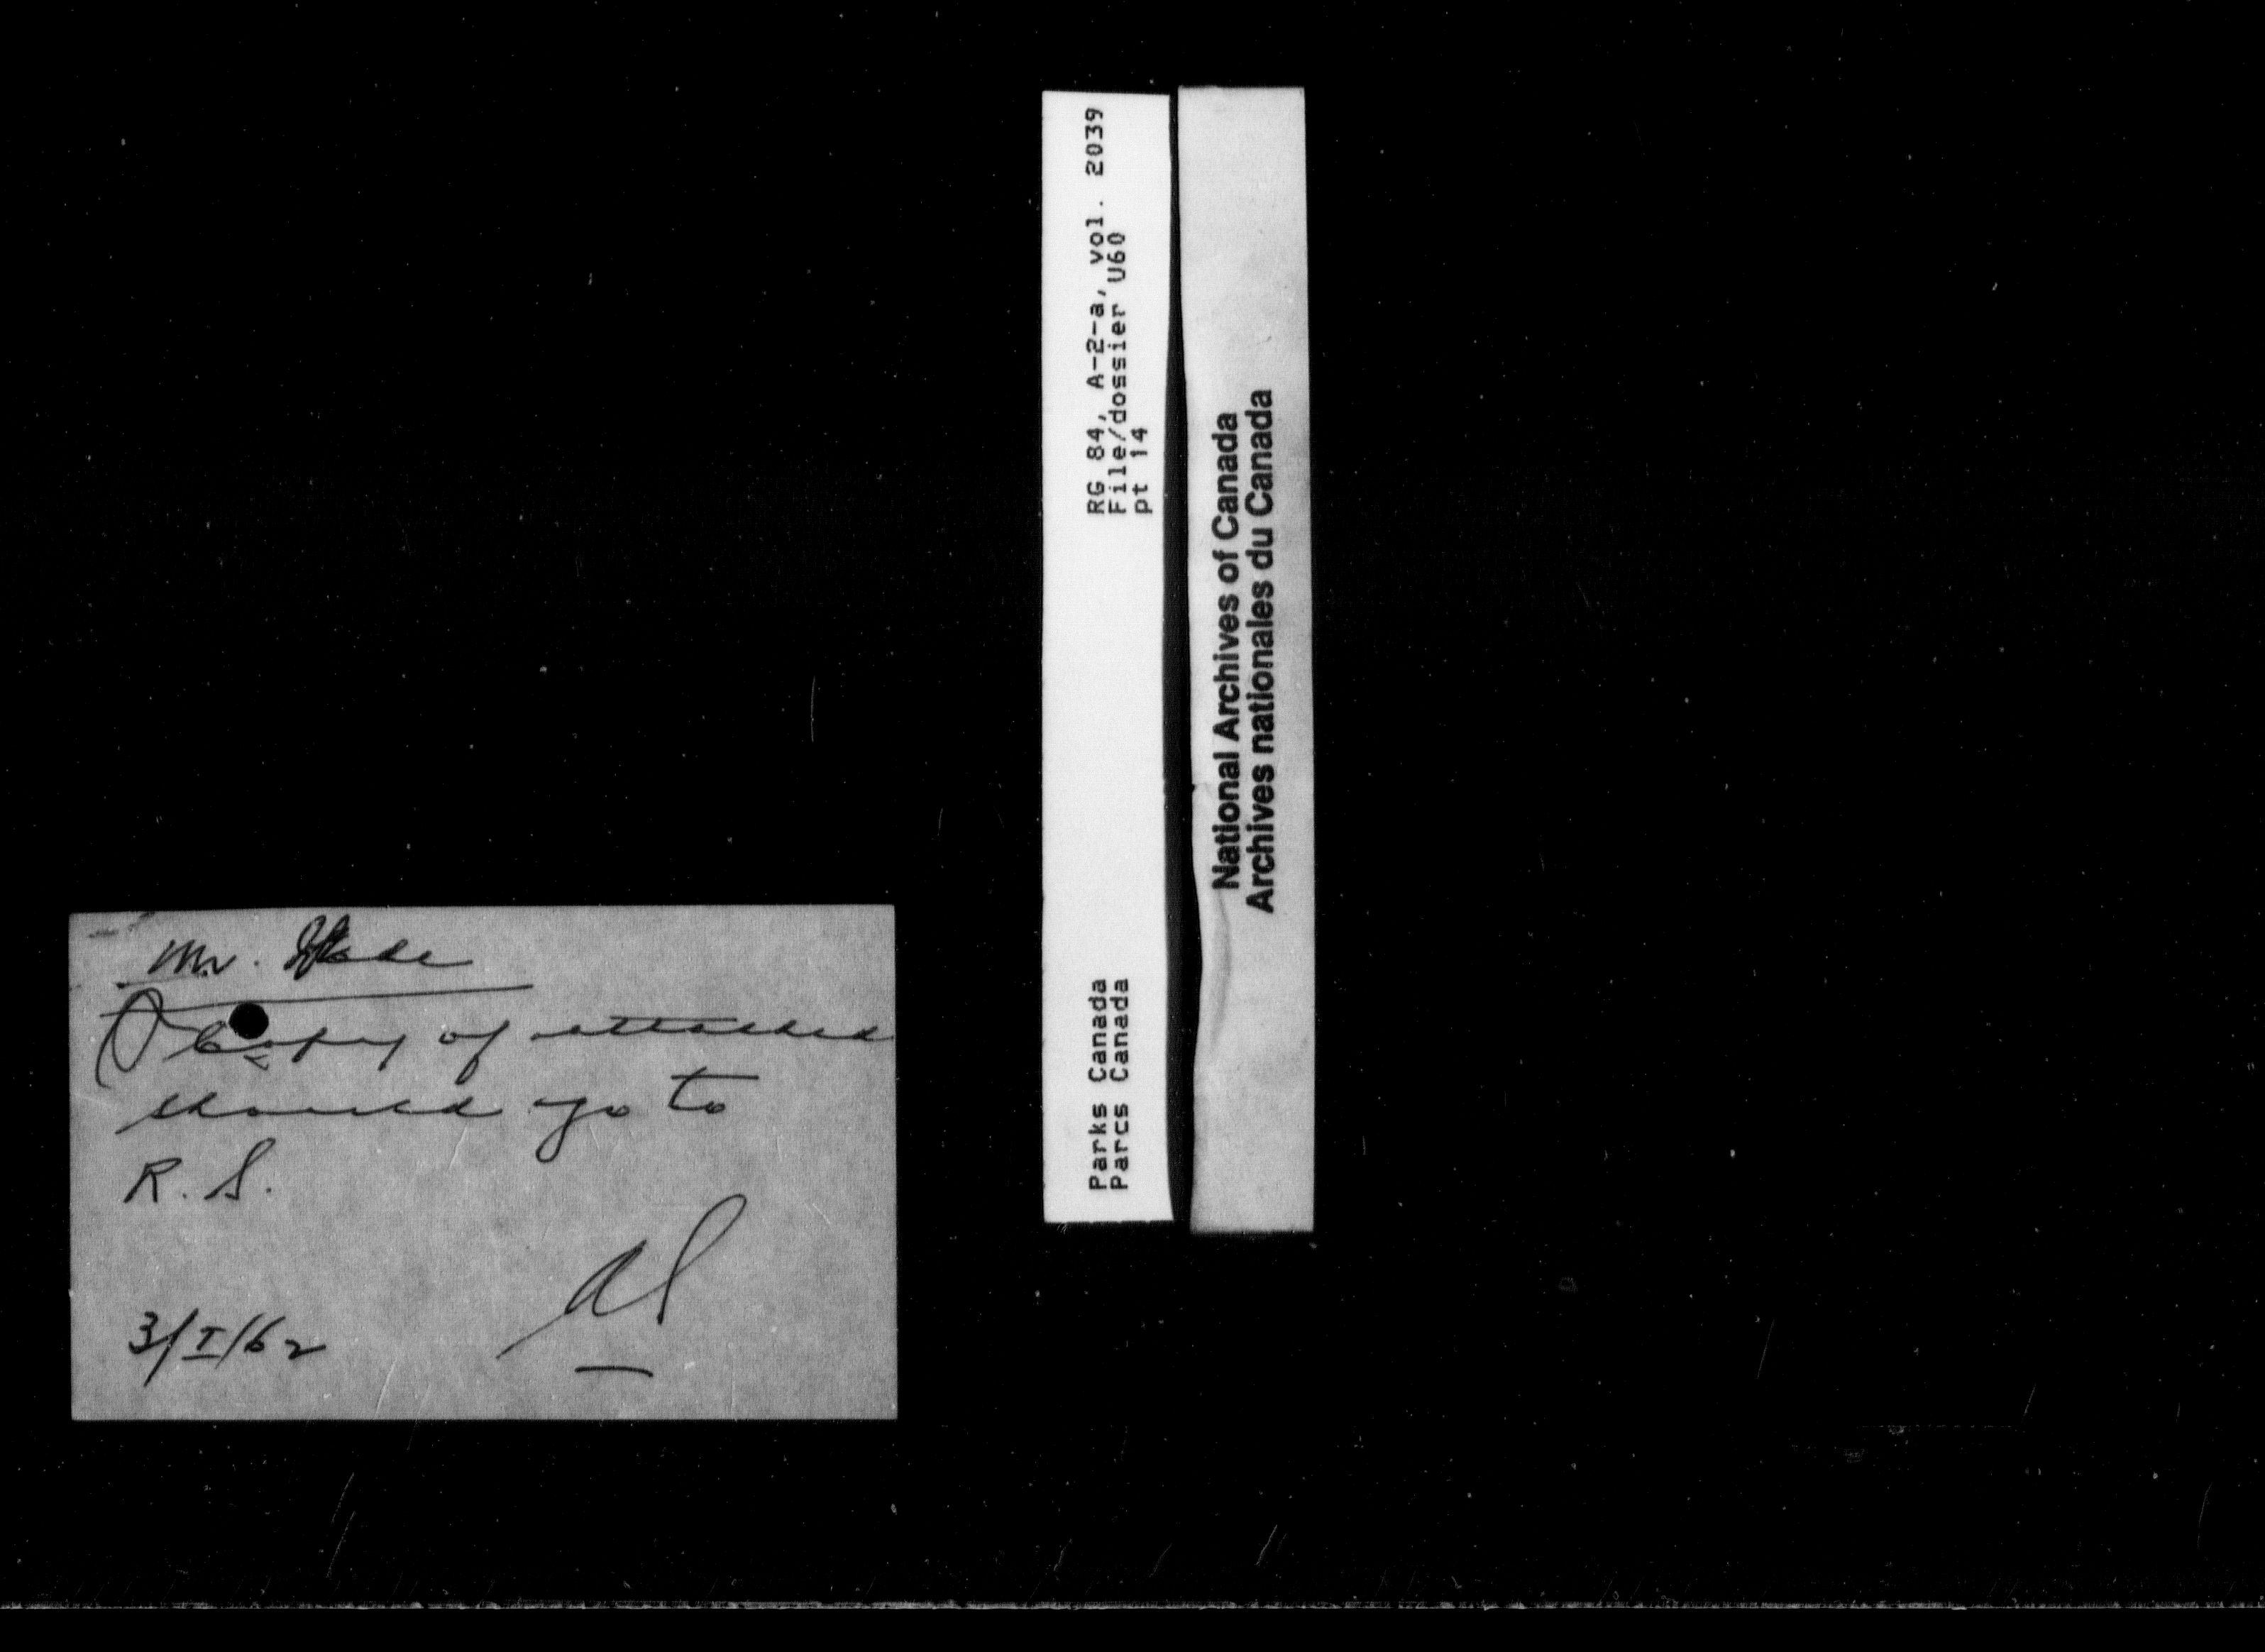 Mr.
Copy of attached
should go to
R. S.
3/I/62
RG 84, A-2-a, vol. 2039
File/dossier U60
pt 14
Parks Canada
Parcs Canada
National Archives of Canada
Archives nationales du Canada